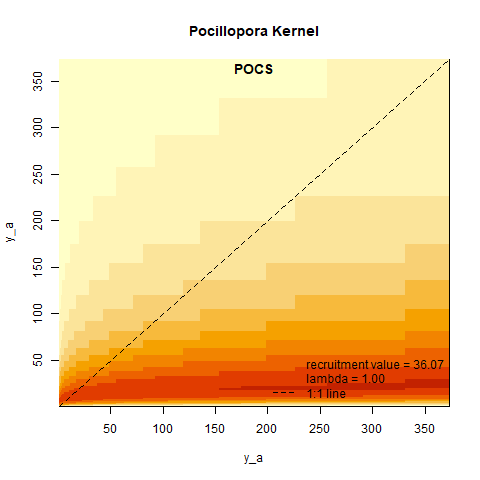 Pocillopora Kernel
POCS
350
300
250
200
150
100
50
y_a
recruitment value = 36.07
lambda = 1.00
1:1 line
50 100 150 200 250 300 350
y_a